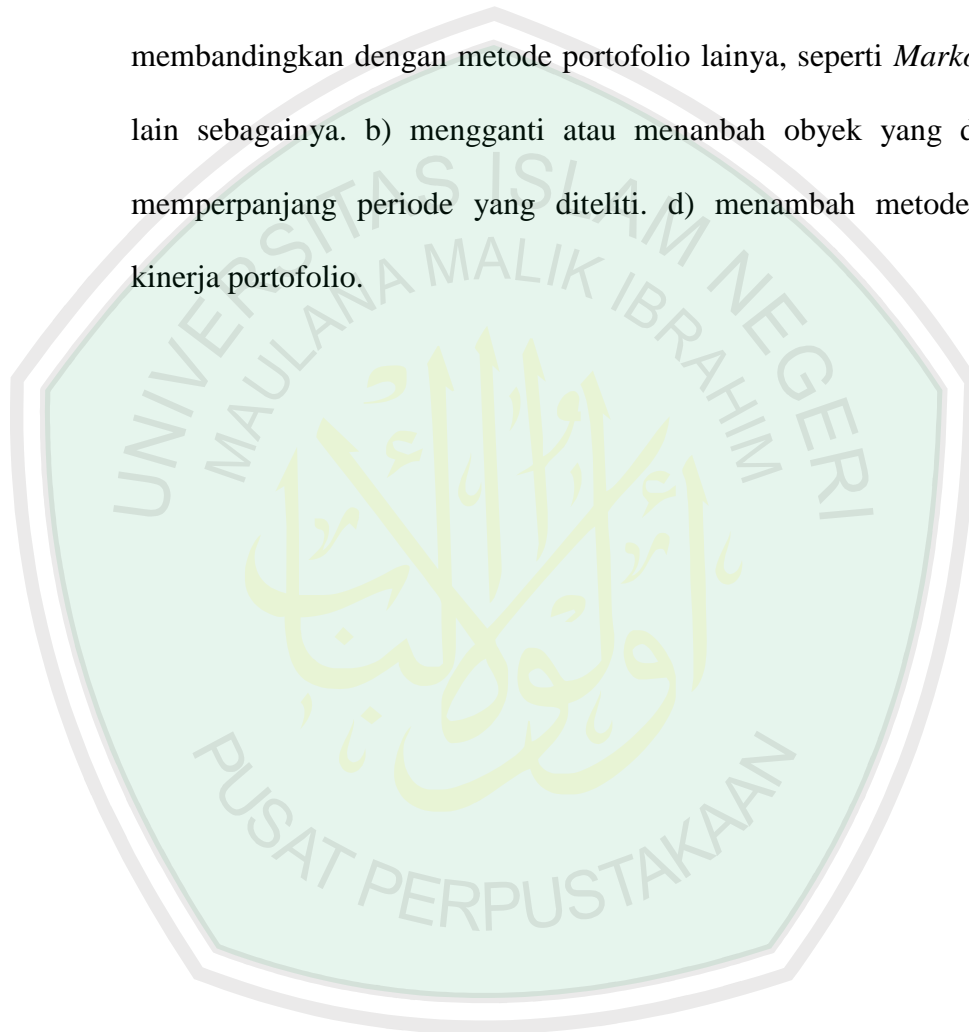 membandingkan dengan metode portofolio lainya, seperti Marko
lain sebagainya. b) mengganti atau menanbah obyek yang d
memperpanjang periode yang diteliti. d) menambah metode
kinerja portofolio.
UNIVERSITAS ISLAM NEGERI
MAULANA MALIK IBRAHIM
PUSAT PERPUSTAKAAN